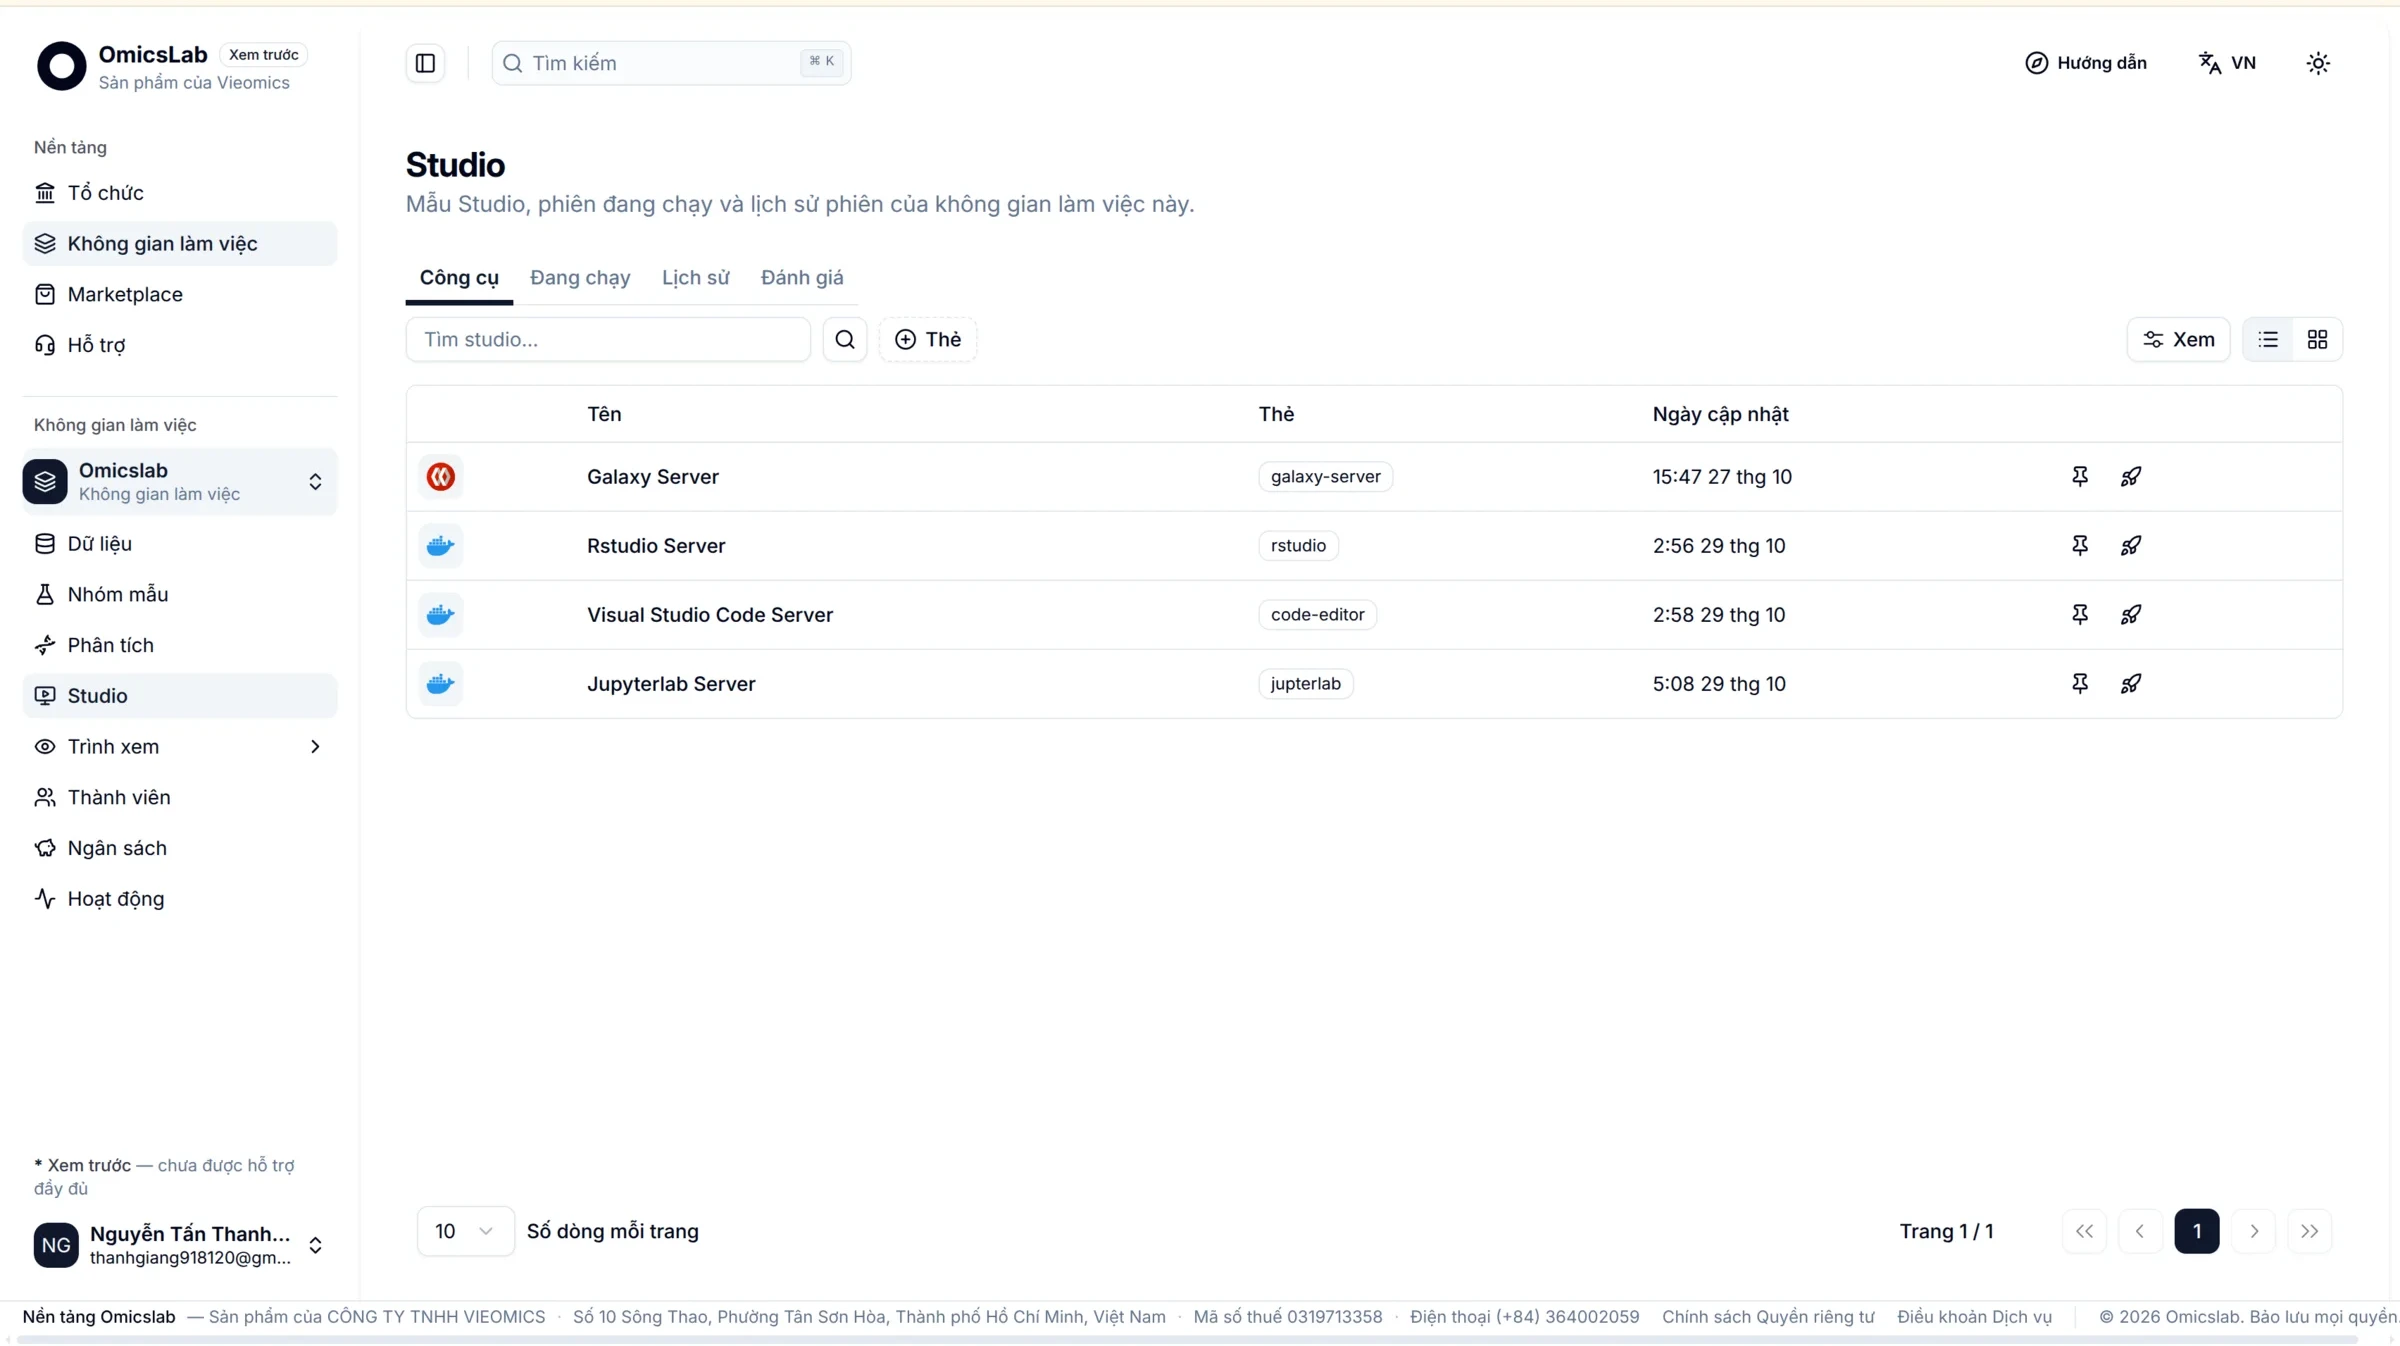 OmicsLab Xem trước
Sản phẩm của Vieomics
Tìm kiếm ⌘ K
Hướng dẫn
VN
Nền tảng
Tổ chức
Không gian làm việc
Marketplace
Hỗ trợ
Không gian làm việc
Omicslab
Không gian làm việc
Dữ liệu
Nhóm mẫu
Phân tích
Studio
Trình xem
Thành viên
Ngân sách
Hoạt động
* Xem trước — chưa được hỗ trợ
đầy đủ
NG
Nguyễn Tấn Thanh...
thanhgiang918120@gm...
Studio
Mẫu Studio, phiên đang chạy và lịch sử phiên của không gian làm việc này.
Công cụ Đang chạy Lịch sử Đánh giá
Tìm studio... Thẻ Xem
Tên Thẻ Ngày cập nhật
Galaxy Server galaxy-server 15:47 27 thg 10
Rstudio Server rstudio 2:56 29 thg 10
Visual Studio Code Server code-editor 2:58 29 thg 10
Jupyterlab Server jupterlab 5:08 29 thg 10
10 Số dòng mỗi trang Trang 1 / 1 1
Nền tảng Omicslab — Sản phẩm của CÔNG TY TNHH VIEOMICS · Số 10 Sông Thao, Phường Tân Sơn Hòa, Thành phố Hồ Chí Minh, Việt Nam · Mã số thuế 0319713358 · Điện thoại (+84) 364002059 Chính sách Quyền riêng tư Điều khoản Dịch vụ © 2026 Omicslab. Bảo lưu mọi quyền.